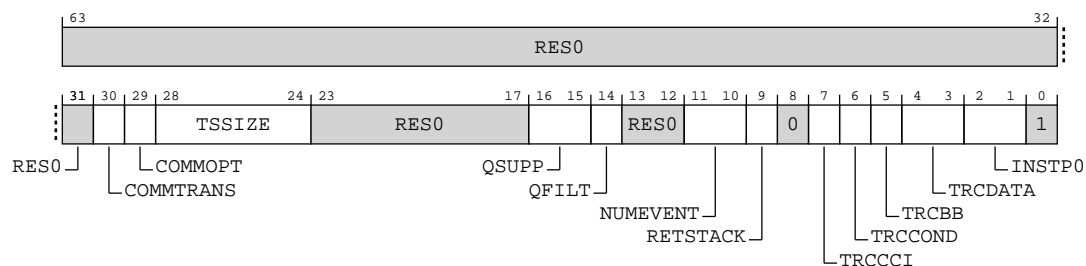 63 32
RES0
31 30 29 28 24 23 17 16 15 14 13 12 11 10 9 8 7 6 5 4 3 2 1 0
TSSIZE RES0 RES0 0 1
RES0 COMMOPT QSUPP INSTP0
COMMTRANS QFILT TRCDATA
NUMEVENT TRCBB
RETSTACK TRCCOND
TRCCCI